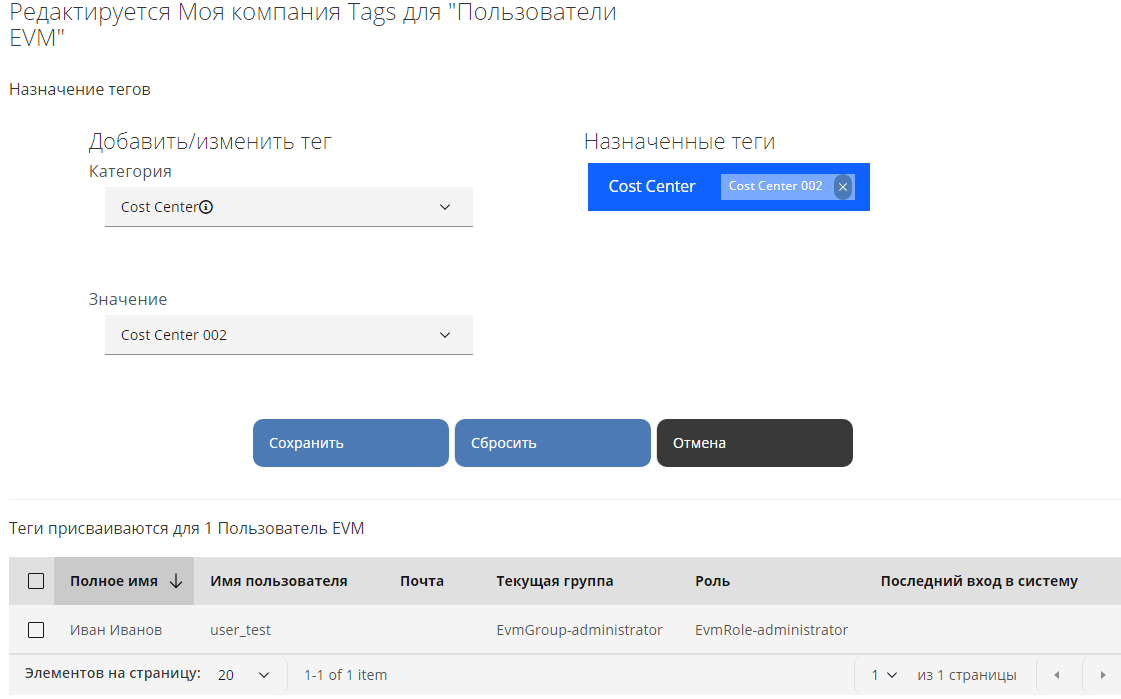 Редактируется Моя компания Tags для "Пользователи
EVM"
Назначение тегов
Добавить/изменить тег
Назначенные теги
Категория
Cost Center
Cost Center
Cost Center 002
Значение
Cost Center 002
Сохранить
Сбросить
Отмена
Теги присваиваются для 1 Пользователь EVM
Полное имя Имя пользователя Почта Текущая группа Роль Последний вход в систему
Иван Иванов user_test EvmGroup-administrator EvmRole-administrator
Элементов на страницу: 20 1-1 of 1 item 1 из 1 страницы